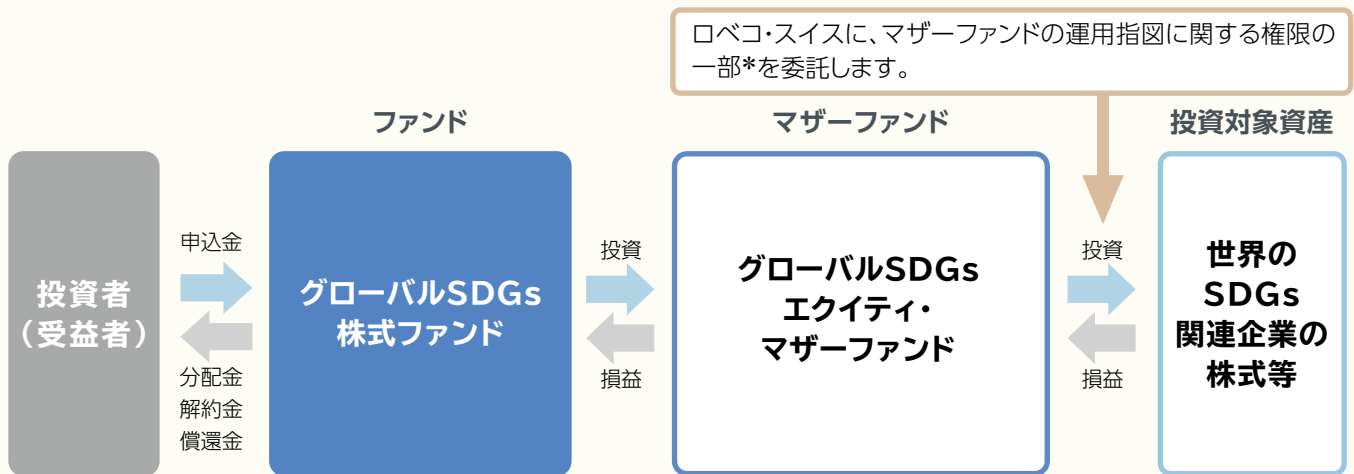 ロベコ・スイスに、マザーファンドの運用指図に関する権限の
一部*を委託します。
ファンド
マザーファンド
投資対象資産
投資者
(受益者)
申込金
分配金
解約金
償還金
グローバルSDGs
株式ファンド
投資
損益
グローバルSDGs
エクイティ・
マザーファンド
投資
損益
世界の
SDGs
関連企業の
株式等